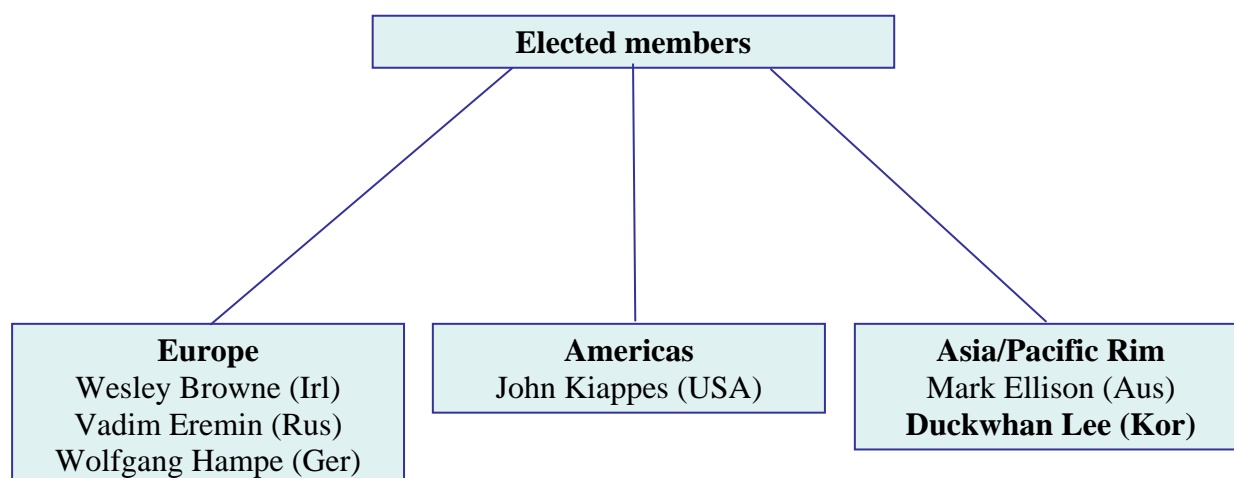 Elected members
Europe
Wesley Browne (Irl)
Vadim Eremin (Rus)
Wolfgang Hampe (Ger)
Americas
John Kiappes (USA)
Asia/Pacific Rim
Mark Ellison (Aus)
Duckwhan Lee (Kor)